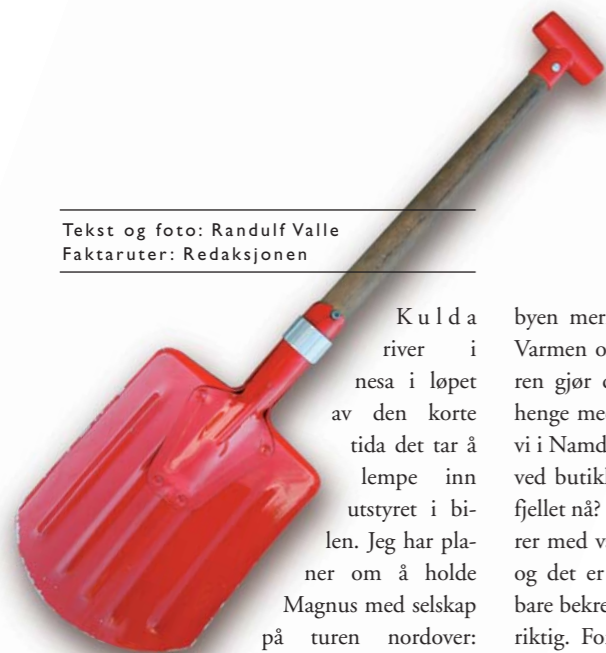 Tekst og foto: Randulf Valle
Faktaruter: Redaksjonen
Kulda
river i
nesa i løpet
av den korte
tida det tar å
lempe inn
utstyret i bi-
len. Jeg har pla-
ner om å holde
Magnus med selskap
på turen nordover:
byen mer
Varmen o
ren gjør d
henge me
vi i Namd
ved butikk
fjellet nå?
rer med v
og det er
bare bekre
riktig. For